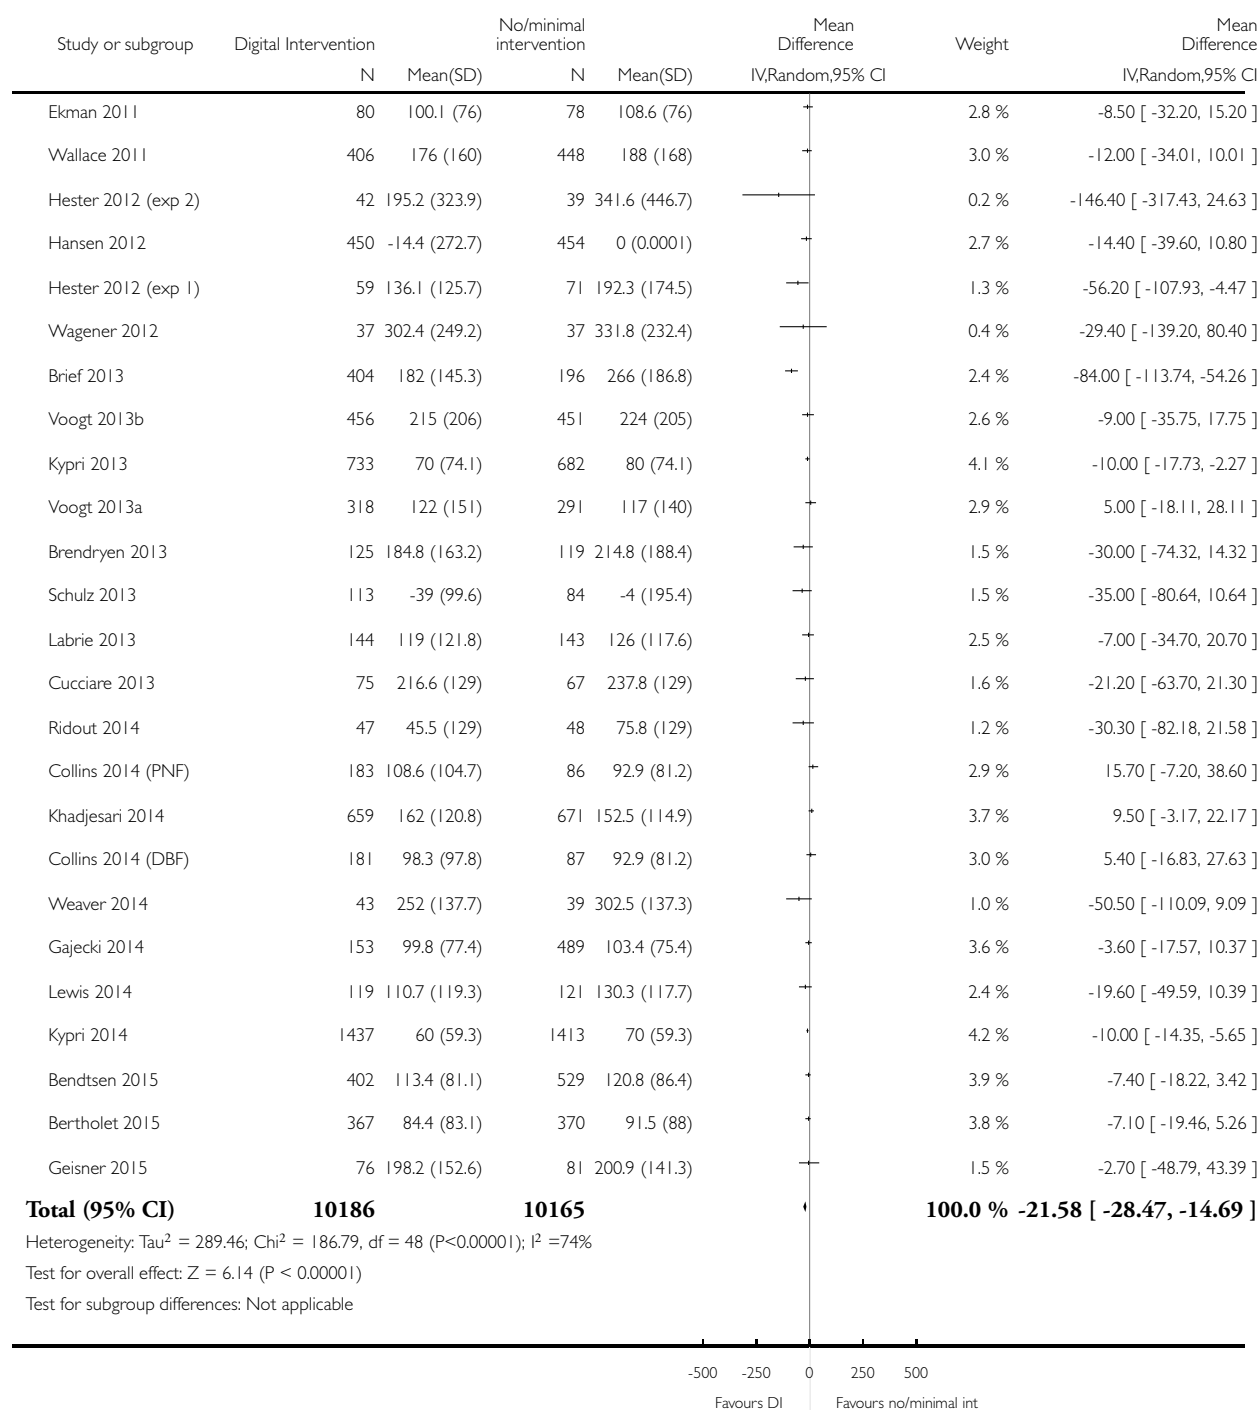 Study or subgroup Digital Intervention No/minimal intervention Mean Difference Weight Mean Difference
N Mean(SD) N Mean(SD) IV,Random,95% CI IV,Random,95% CI
Ekman 2011 80 100.1 (76) 78 108.6 (76) 2.8 % -8.50 [ -32.20, 15.20 ]
Wallace 2011 406 176 (160) 448 188 (168) 3.0 % -12.00 [ -34.01, 10.01 ]
Hester 2012 (exp 2) 42 195.2 (323.9) 39 341.6 (446.7) 0.2 % -146.40 [ -317.43, 24.63 ]
Hansen 2012 450 -14.4 (272.7) 454 0 (0.0001) 2.7 % -14.40 [ -39.60, 10.80 ]
Hester 2012 (exp 1) 59 136.1 (125.7) 71 192.3 (174.5) 1.3 % -56.20 [ -107.93, -4.47 ]
Wagener 2012 37 302.4 (249.2) 37 331.8 (232.4) 0.4 % -29.40 [ -139.20, 80.40 ]
Brief 2013 404 182 (145.3) 196 266 (186.8) 2.4 % -84.00 [ -113.74, -54.26 ]
Voogt 2013b 456 215 (206) 451 224 (205) 2.6 % -9.00 [ -35.75, 17.75 ]
Kypri 2013 733 70 (74.1) 682 80 (74.1) 4.1 % -10.00 [ -17.73, -2.27 ]
Voogt 2013a 318 122 (151) 291 117 (140) 2.9 % 5.00 [ -18.11, 28.11 ]
Brendryen 2013 125 184.8 (163.2) 119 214.8 (188.4) 1.5 % -30.00 [ -74.32, 14.32 ]
Schulz 2013 113 -39 (99.6) 84 -4 (195.4) 1.5 % -35.00 [ -80.64, 10.64 ]
Labrie 2013 144 119 (121.8) 143 126 (117.6) 2.5 % -7.00 [ -34.70, 20.70 ]
Cucciare 2013 75 216.6 (129) 67 237.8 (129) 1.6 % -21.20 [ -63.70, 21.30 ]
Ridout 2014 47 45.5 (129) 48 75.8 (129) 1.2 % -30.30 [ -82.18, 21.58 ]
Collins 2014 (PNF) 183 108.6 (104.7) 86 92.9 (81.2) 2.9 % 15.70 [ -7.20, 38.60 ]
Khadjesari 2014 659 162 (120.8) 671 152.5 (114.9) 3.7 % 9.50 [ -3.17, 22.17 ]
Collins 2014 (DBF) 181 98.3 (97.8) 87 92.9 (81.2) 3.0 % 5.40 [ -16.83, 27.63 ]
Weaver 2014 43 252 (137.7) 39 302.5 (137.3) 1.0 % -50.50 [ -110.09, 9.09 ]
Gajecki 2014 153 99.8 (77.4) 489 103.4 (75.4) 3.6 % -3.60 [ -17.57, 10.37 ]
Lewis 2014 119 110.7 (119.3) 121 130.3 (117.7) 2.4 % -19.60 [ -49.59, 10.39 ]
Kypri 2014 1437 60 (59.3) 1413 70 (59.3) 4.2 % -10.00 [ -14.35, -5.65 ]
Bendtsen 2015 402 113.4 (81.1) 529 120.8 (86.4) 3.9 % -7.40 [ -18.22, 3.42 ]
Bertholet 2015 367 84.4 (83.1) 370 91.5 (88) 3.8 % -7.10 [ -19.46, 5.26 ]
Geisner 2015 76 198.2 (152.6) 81 200.9 (141.3) 1.5 % -2.70 [ -48.79, 43.39 ]
Total (95% CI) 10186 10165 100.0 % -21.58 [ -28.47, -14.69 ]
Heterogeneity: Tau² = 289.46; Chi² = 186.79, df = 48 (P<0.00001); I² =74%
Test for overall effect: Z = 6.14 (P < 0.00001)
Test for subgroup differences: Not applicable
-500 -250 0 250 500
Favours DI Favours no/minimal int